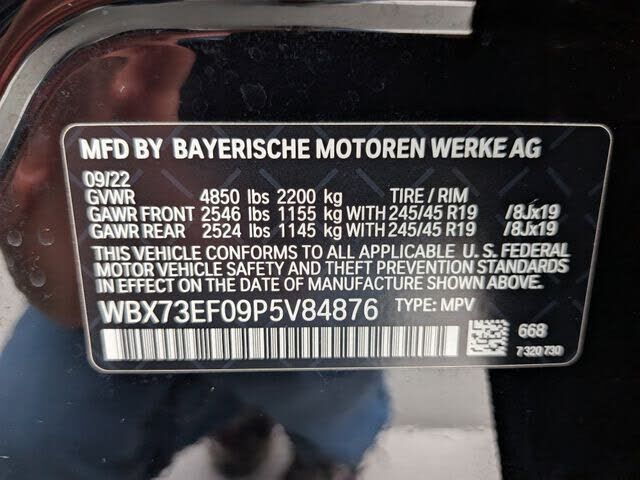 MFD BY BAYERISCHE MOTOREN WERKE AG
09/22
GVWR 4850 lbs 2200 kg TIRE / RIM
GAWR FRONT 2546 lbs 1155 kg WITH 245/45 R19 /8Jx19
GAWR REAR 2524 lbs 1145 kg WITH 245/45 R19 /8Jx19
THIS VEHICLE CONFORMS TO ALL APPLICABLE U. S. FEDERAL
MOTOR VEHICLE SAFETY AND THEFT PREVENTION STANDARDS
IN EFFECT ON THE DATE OF MANUFACTURE SHOWN ABOVE.
WBX73EF09P5V84876 TYPE: MPV
668
7 320 730